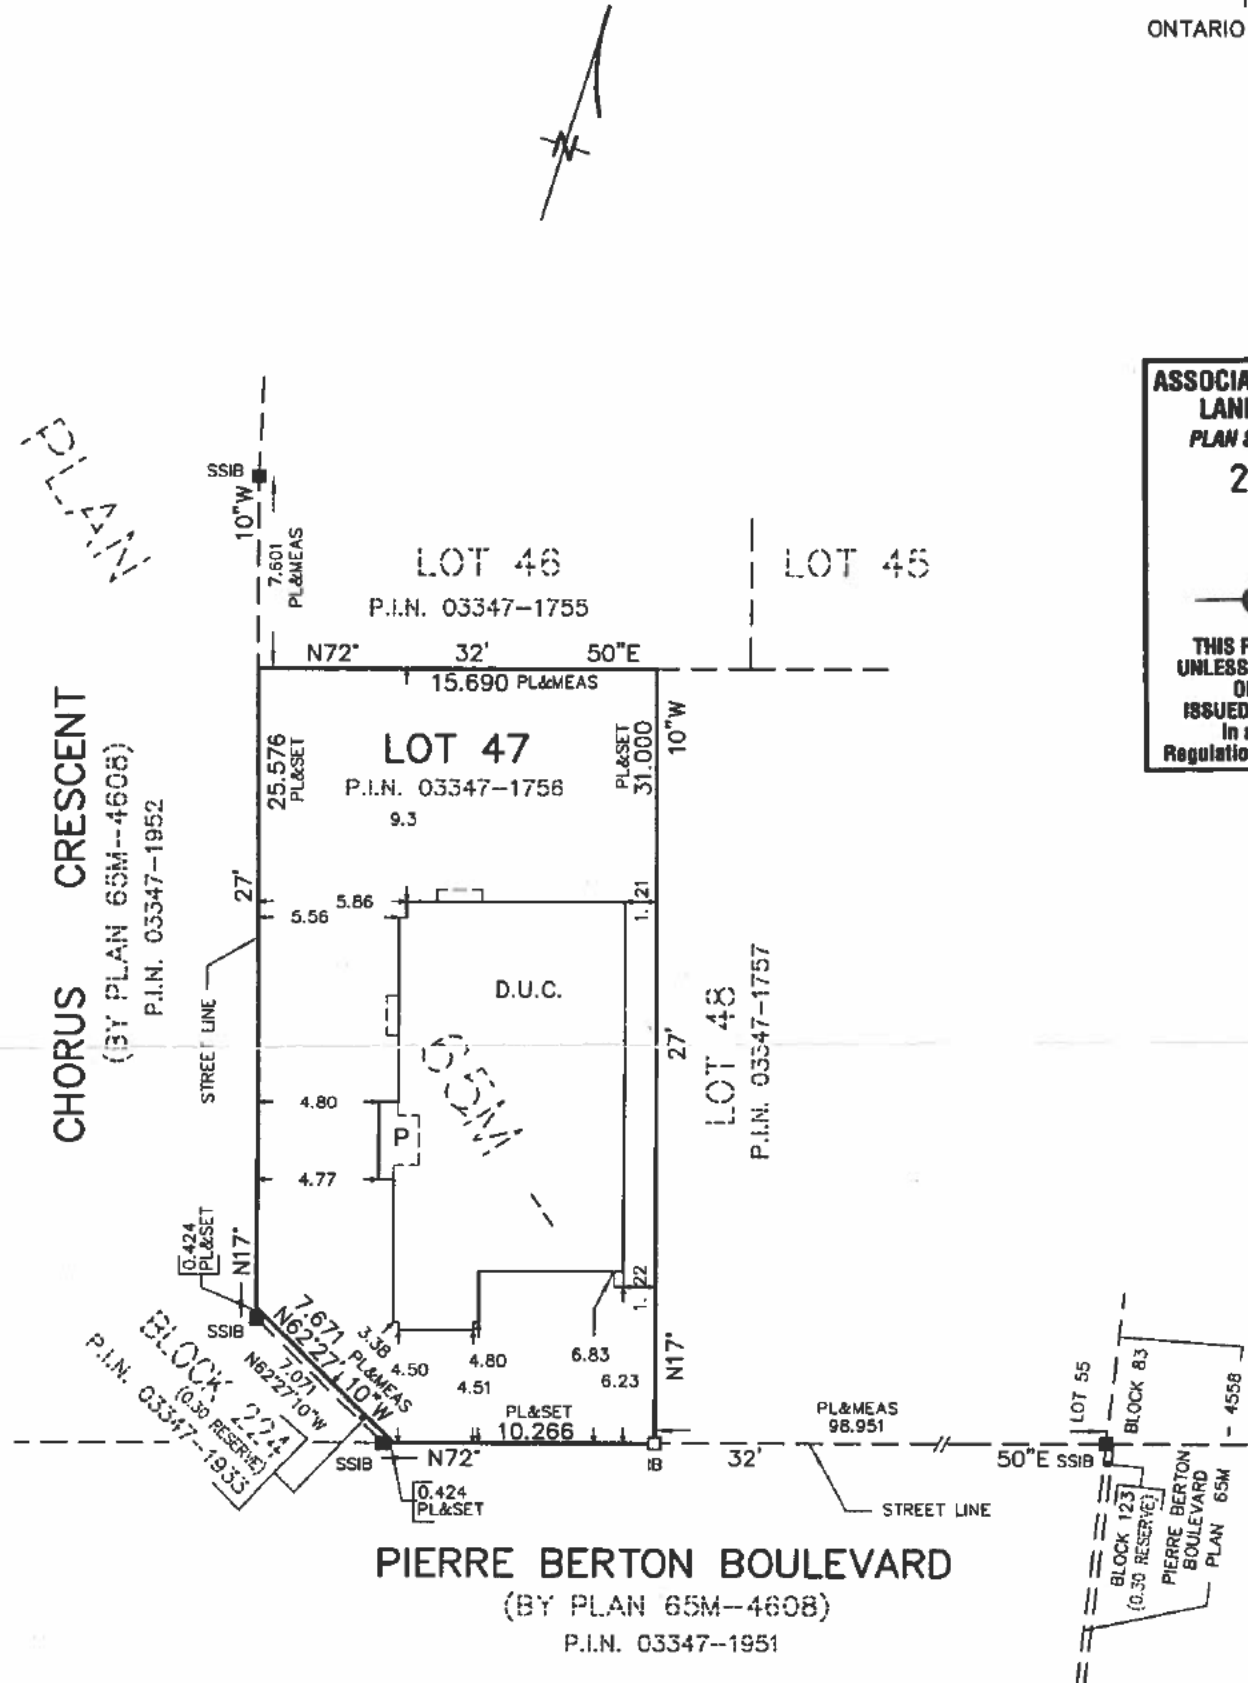 ONTARIO
N
ASSOCIA
LAN
PLAN
2
THIS
UNLESS
ISSUED
In
Regulatio
PLAN
SSIB
10"W
7.601
PL&MEAS
LOT 46
P.I.N. 03347-1755
LOT 45
N72° 32' 50"E
15.690 PL&MEAS
LOT 47
P.I.N. 03347-1756
9.3
25.576
PL&SET
PL&SET
31.000
10"W
CHORUS CRESCENT
(BY PLAN 65M--4608)
P.I.N. 03347-1952
27'
5.86
5.56
1.21
D.U.C.
STREET LINE
65M --
27'
LOT 48
P.I.N. 03347-1757
4.80
P
4.77
0.424
PL&SET
N17°
1.22
SSIB
7.671 PL&MEAS
N62°27'10"W
7.071
N62°27'10"W
BLOCK 224
(0.30 RESERVE)
P.I.N. 03347-1933
3.38
4.50
4.80
4.51
6.83
6.23
N17°
PL&SET
10.266
PL&MEAS
98.951
SSIB
N72°
IB
32'
50"E SSIB
0.424
PL&SET
STREET LINE
LOT 55
BLOCK 83
- 4558
BLOCK 123
(0.30 RESERVE)
PIERRE BERTON
BOULEVARD
PLAN 65M
PIERRE BERTON BOULEVARD
(BY PLAN 65M--4608)
P.I.N. 03347--1951